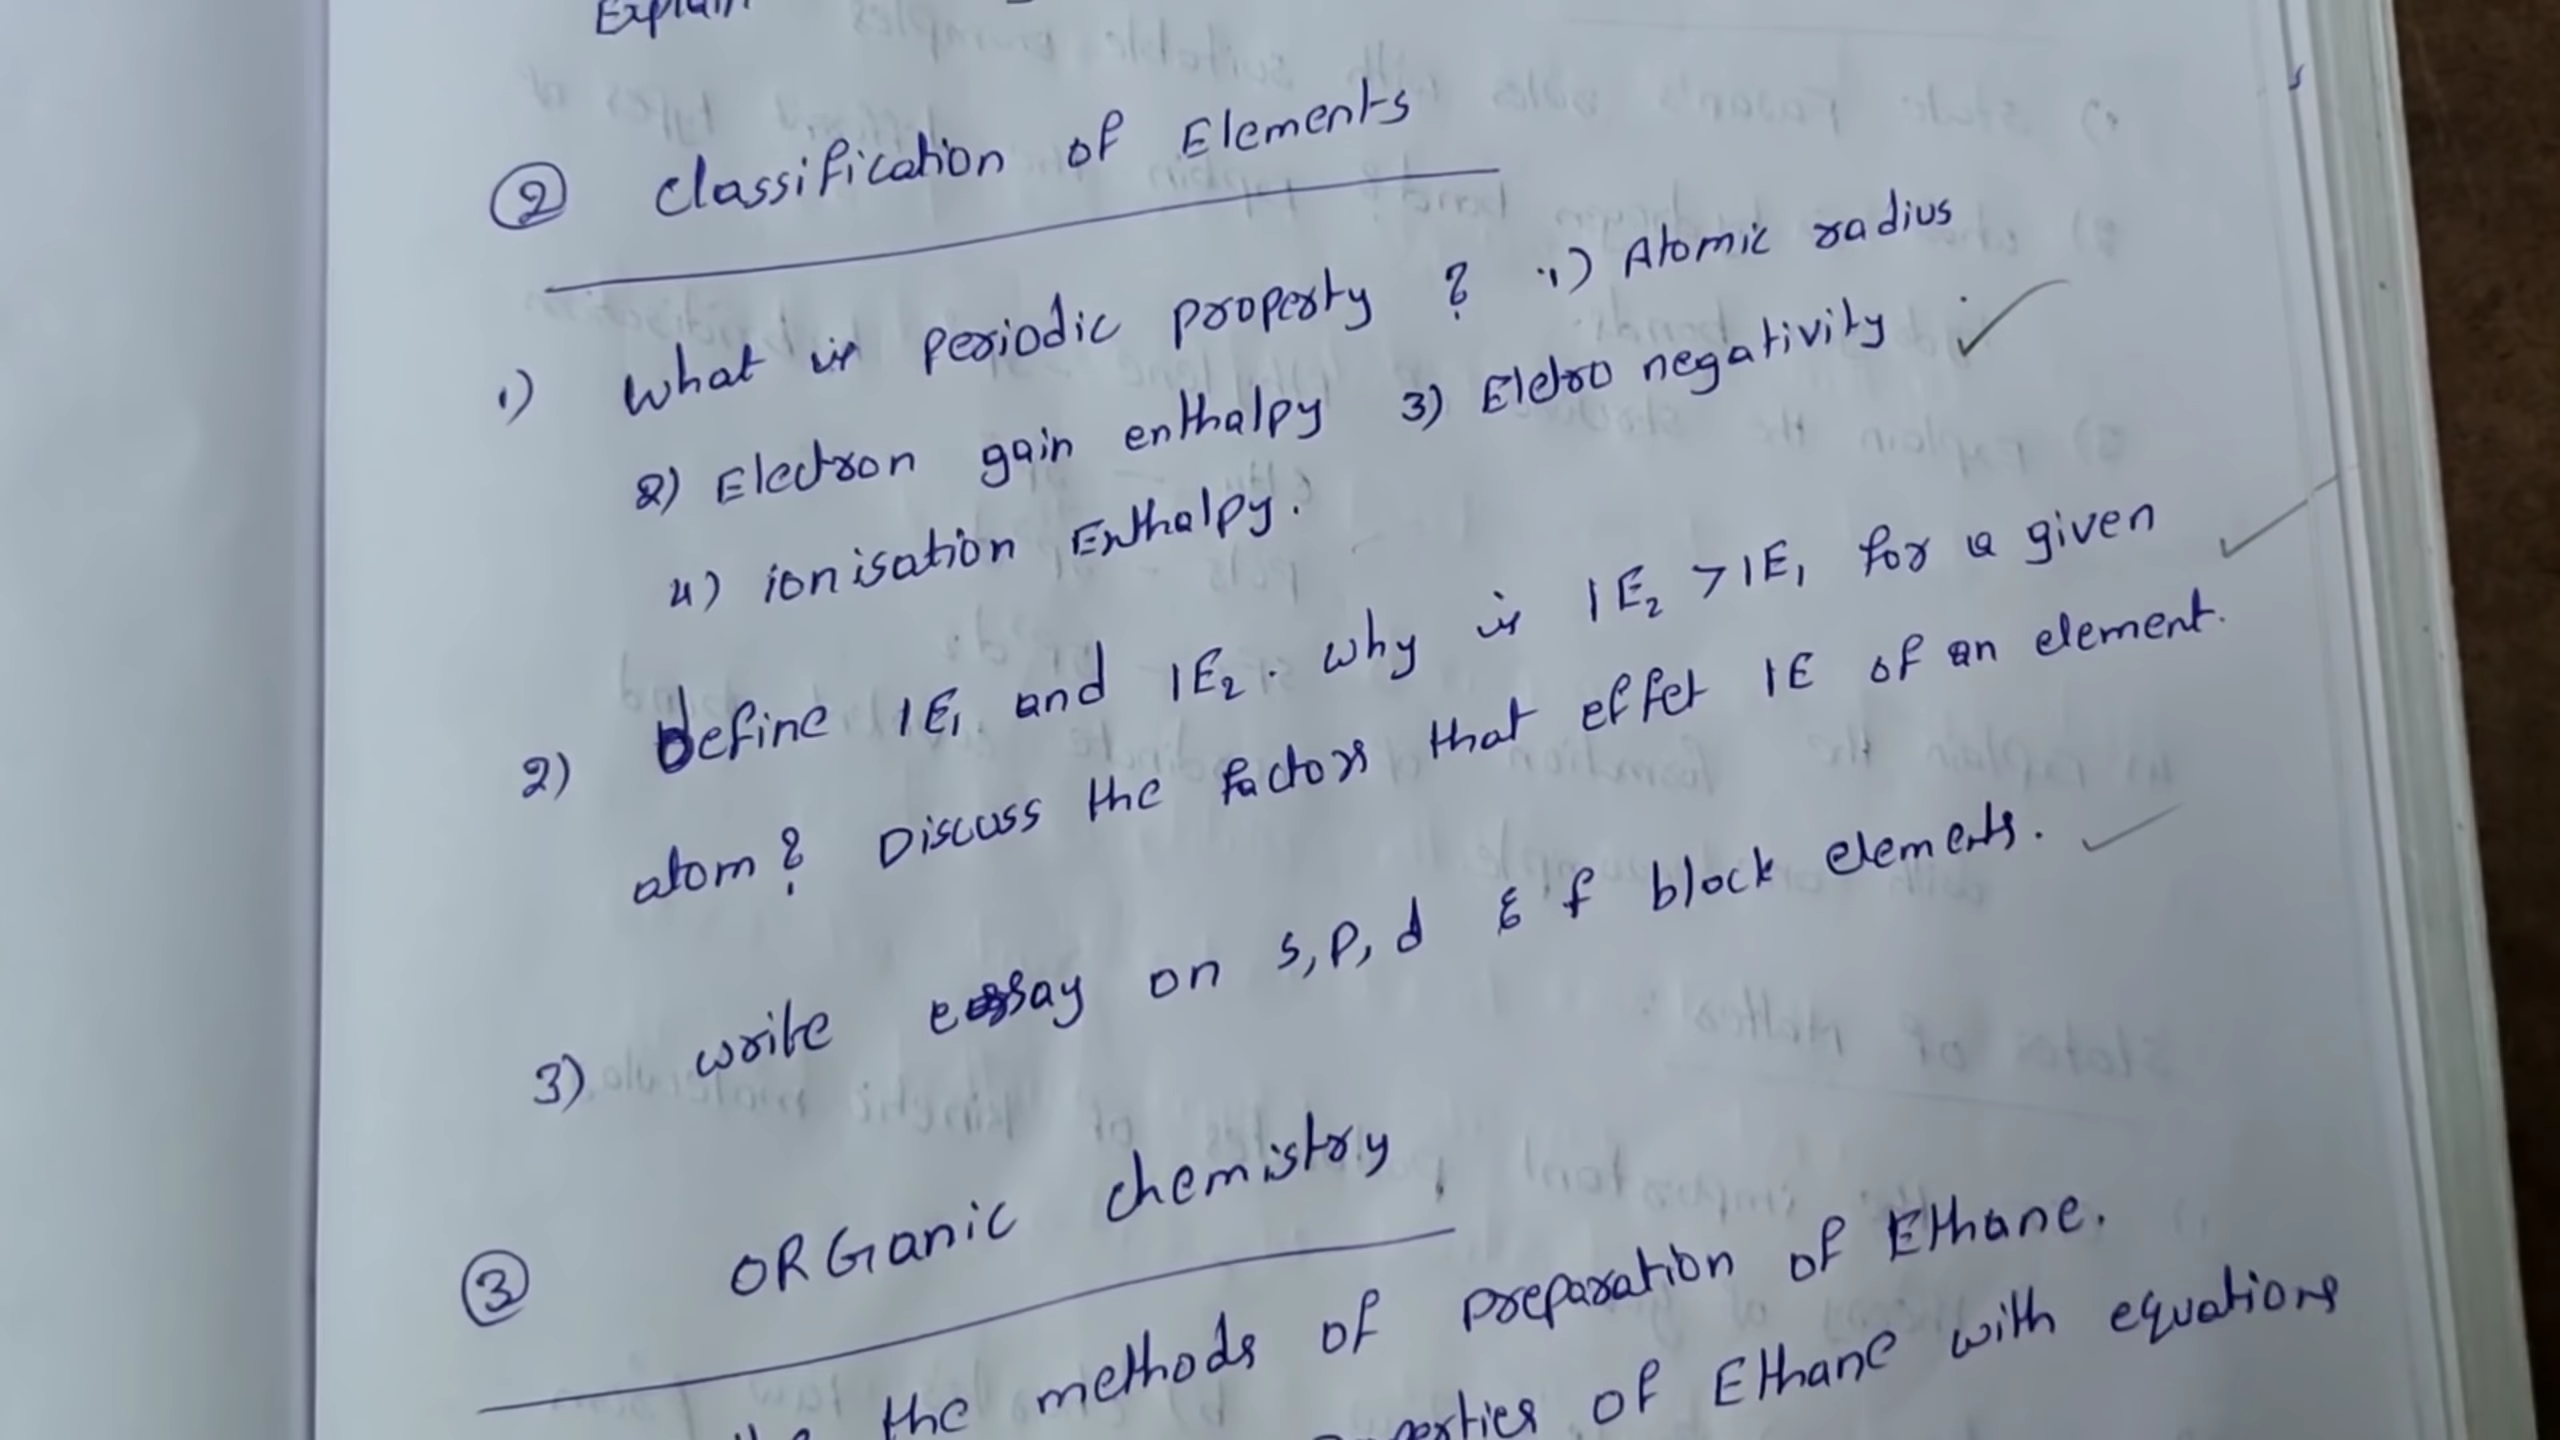 Explain
② Classification of Elements
1) What is periodic property ? 1) Atomic radius
2) Electron gain enthalpy 3) Eletro negativity
4) ionisation Enthalpy.
2) Define IE₁ and IE₂. Why is IE₂ > IE₁ for a given
atom ? Discuss the factors that effet IE of an element.
3) write essay on s, p, d & f block elements.
③ ORGanic chemistry
the methods of preparation of Ethane.
of Ethane with equations